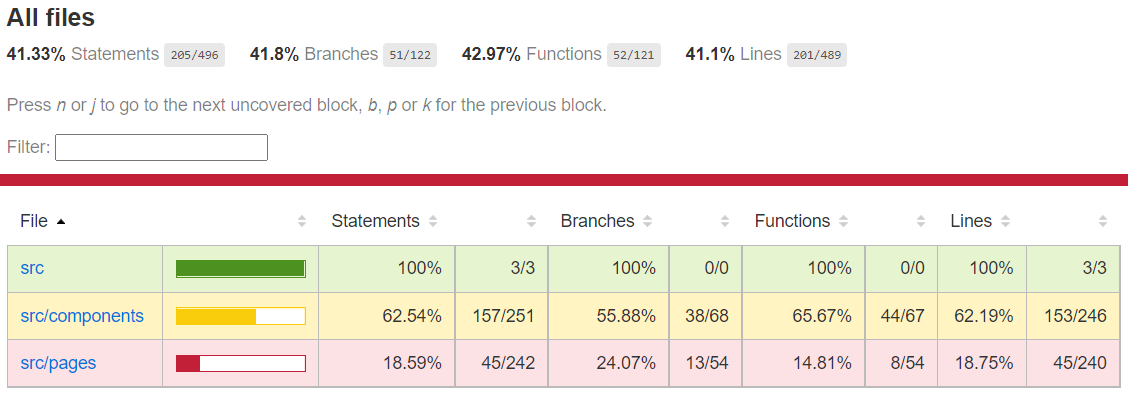 All files
41.33% Statements 205/496 41.8% Branches 51/122 42.97% Functions 52/121 41.1% Lines 201/489
Press n or j to go to the next uncovered block, b, p or k for the previous block.
Filter:
File Statements Branches Functions Lines
src 100% 3/3 100% 0/0 100% 0/0 100% 3/3
src/components 62.54% 157/251 55.88% 38/68 65.67% 44/67 62.19% 153/246
src/pages 18.59% 45/242 24.07% 13/54 14.81% 8/54 18.75% 45/240